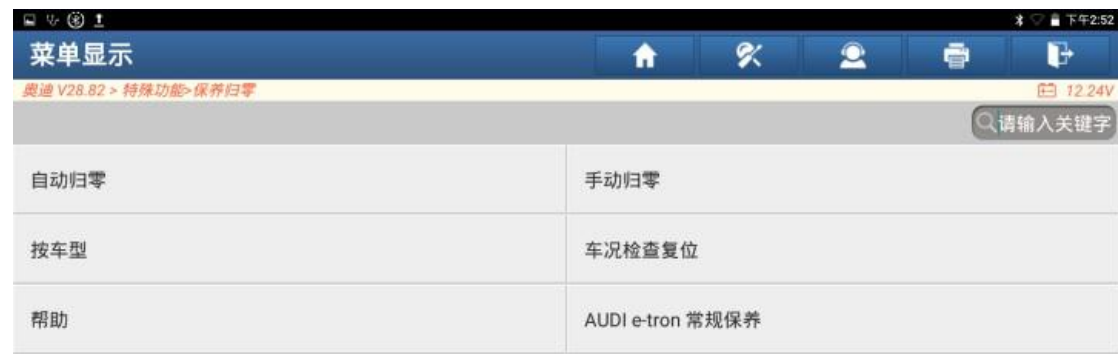 下午2:52
菜单显示
奥迪 V28.82 > 特殊功能>保养归零
12.24V
请输入关键字
自动归零
手动归零
按车型
车况检查复位
帮助
AUDI e-tron 常规保养